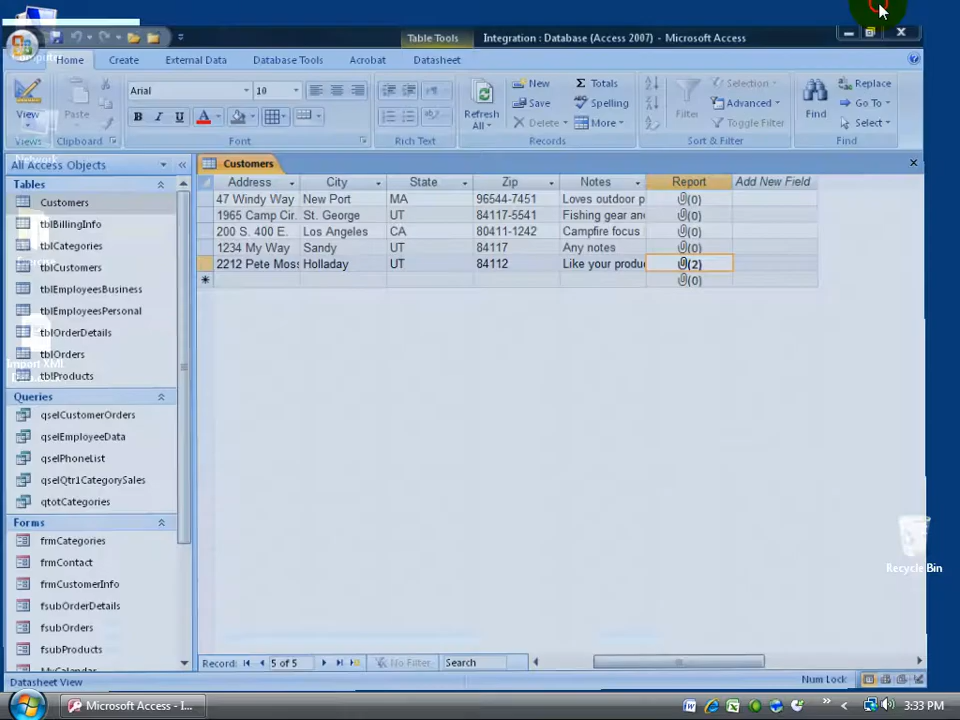 Table Tools Integration : Database (Access 2007) - Microsoft Access
Home Create External Data Database Tools Acrobat Datasheet
View
Views
Paste
Clipboard
Arial 10
B I U A
Font
Rich Text
Refresh
All
New
Save
Delete
Totals
Spelling
More
Records
Filter
Selection
Advanced
Toggle Filter
Sort & Filter
Find
Replace
Go To
Select
Find
All Access Objects
Tables
Customers
tblBillingInfo
tblCategories
tblCustomers
tblEmployeesBusiness
tblEmployeesPersonal
tblOrderDetails
tblOrders
tblProducts
Queries
qselCustomerOrders
qselEmployeeData
qselPhoneList
qselQtr1CategorySales
qtotCategories
Forms
frmCategories
frmContact
frmCustomerInfo
fsubOrderDetails
fsubOrders
fsubProducts
MyCalendar
Customers
Address City State Zip Notes Report Add New Field
47 Windy Way New Port MA 96544-7451 Loves outdoor p (0)
1965 Camp Cir. St. George UT 84117-5541 Fishing gear and (0)
200 S. 400 E. Los Angeles CA 80411-1242 Campfire focus (0)
1234 My Way Sandy UT 84117 Any notes (0)
2212 Pete Moss Holladay UT 84112 Like your produ (2)
(0)
Recycle Bin
Network
Import XML
Record: 5 of 5 No Filter Search
Datasheet View Num Lock
Microsoft Access - I... 3:33 PM